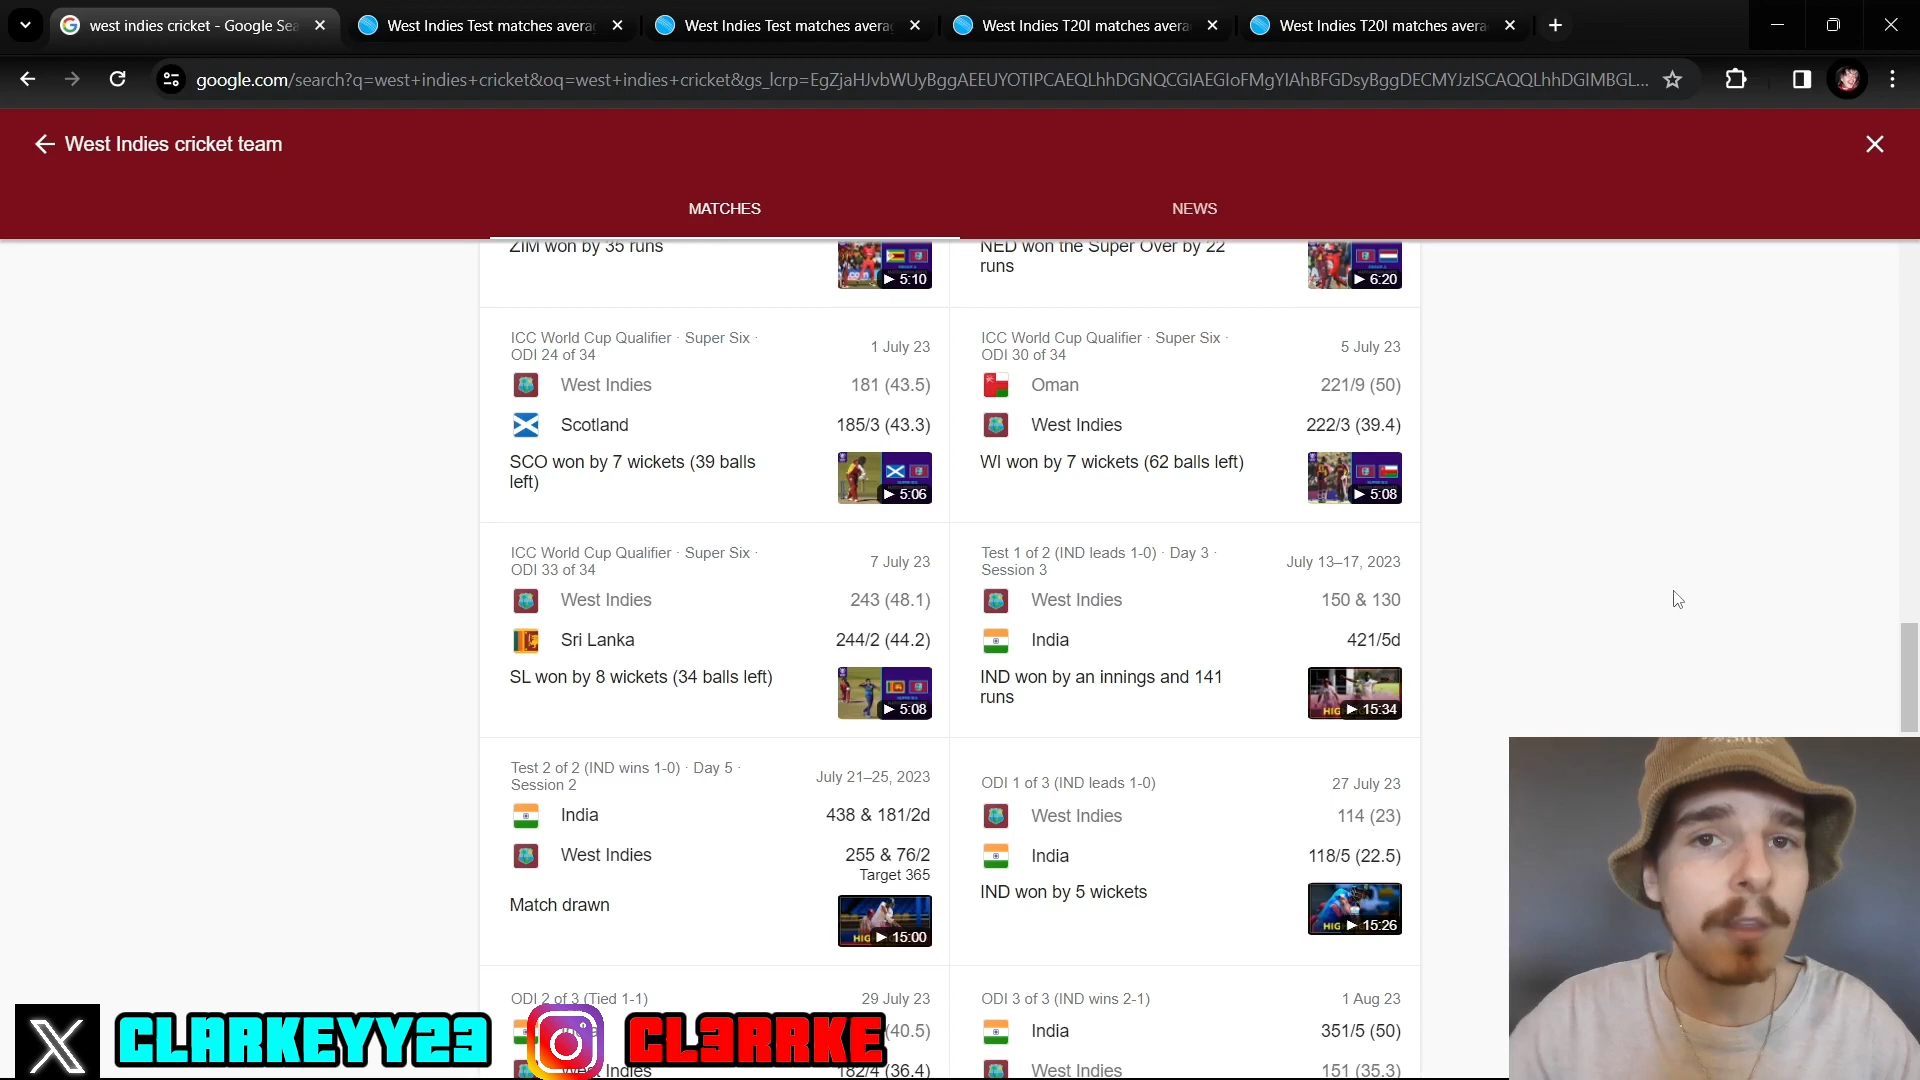 west indies cricket - Google Sea
West Indies Test matches avera
West Indies Test matches avera
West Indies T20I matches avera
West Indies T20I matches avera
google.com/search?q=west+indies+cricket&oq=west+indies+cricket&gs_lcrp=EgZjaHJvbWUyBggAEEUYOTIPCAEQLhhDGNQCGIAEGIoFMgYIAhBFGDsyBggDECMYJzISCAQQLhhDGIMBGL...
West Indies cricket team
MATCHES
NEWS
ZIM won by 35 runs
5:10
NED won the Super Over by 22
runs
6:20
ICC World Cup Qualifier · Super Six ·
ODI 24 of 34
1 July 23
West Indies 181 (43.5)
Scotland 185/3 (43.3)
SCO won by 7 wickets (39 balls
left)
5:06
ICC World Cup Qualifier · Super Six ·
ODI 30 of 34
5 July 23
Oman 221/9 (50)
West Indies 222/3 (39.4)
WI won by 7 wickets (62 balls left)
5:08
ICC World Cup Qualifier · Super Six ·
ODI 33 of 34
7 July 23
West Indies 243 (48.1)
Sri Lanka 244/2 (44.2)
SL won by 8 wickets (34 balls left)
5:08
Test 1 of 2 (IND leads 1-0) · Day 3 ·
Session 3
July 13–17, 2023
West Indies 150 & 130
India 421/5d
IND won by an innings and 141
runs
HIG 15:34
Test 2 of 2 (IND wins 1-0) · Day 5 ·
Session 2
July 21–25, 2023
India 438 & 181/2d
West Indies 255 & 76/2
Target 365
Match drawn
HIG 15:00
ODI 1 of 3 (IND leads 1-0)
27 July 23
West Indies 114 (23)
India 118/5 (22.5)
IND won by 5 wickets
HIG 15:26
ODI 2 of 3 (Tied 1-1)
29 July 23
(40.5)
West Indies 182/4 (36.4)
ODI 3 of 3 (IND wins 2-1)
1 Aug 23
India 351/5 (50)
West Indies 151 (35.3)
X CLARKEYY23
CL3RRKE